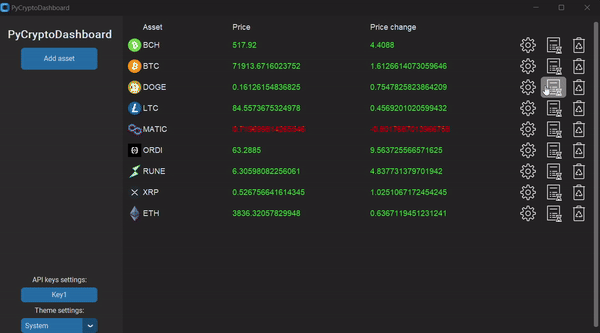 PyCryptoDashboard
PyCryptoDashboard
Add asset
Asset Price Price change
BCH 517.92 4.4088
BTC 71913.6716023752 1.6126614073059646
DOGE 0.16126154836825 0.7547825823864209
LTC 84.5573675324978 0.4569201020599432
MATIC
ORDI 63.2885 9.563725566571625
RUNE 6.30598082256061 4.837731379701942
XRP 0.526756641614345 1.0251067172454245
ETH 3836.32057829948 0.6367119451231241
API keys settings:
Key1
Theme settings:
System